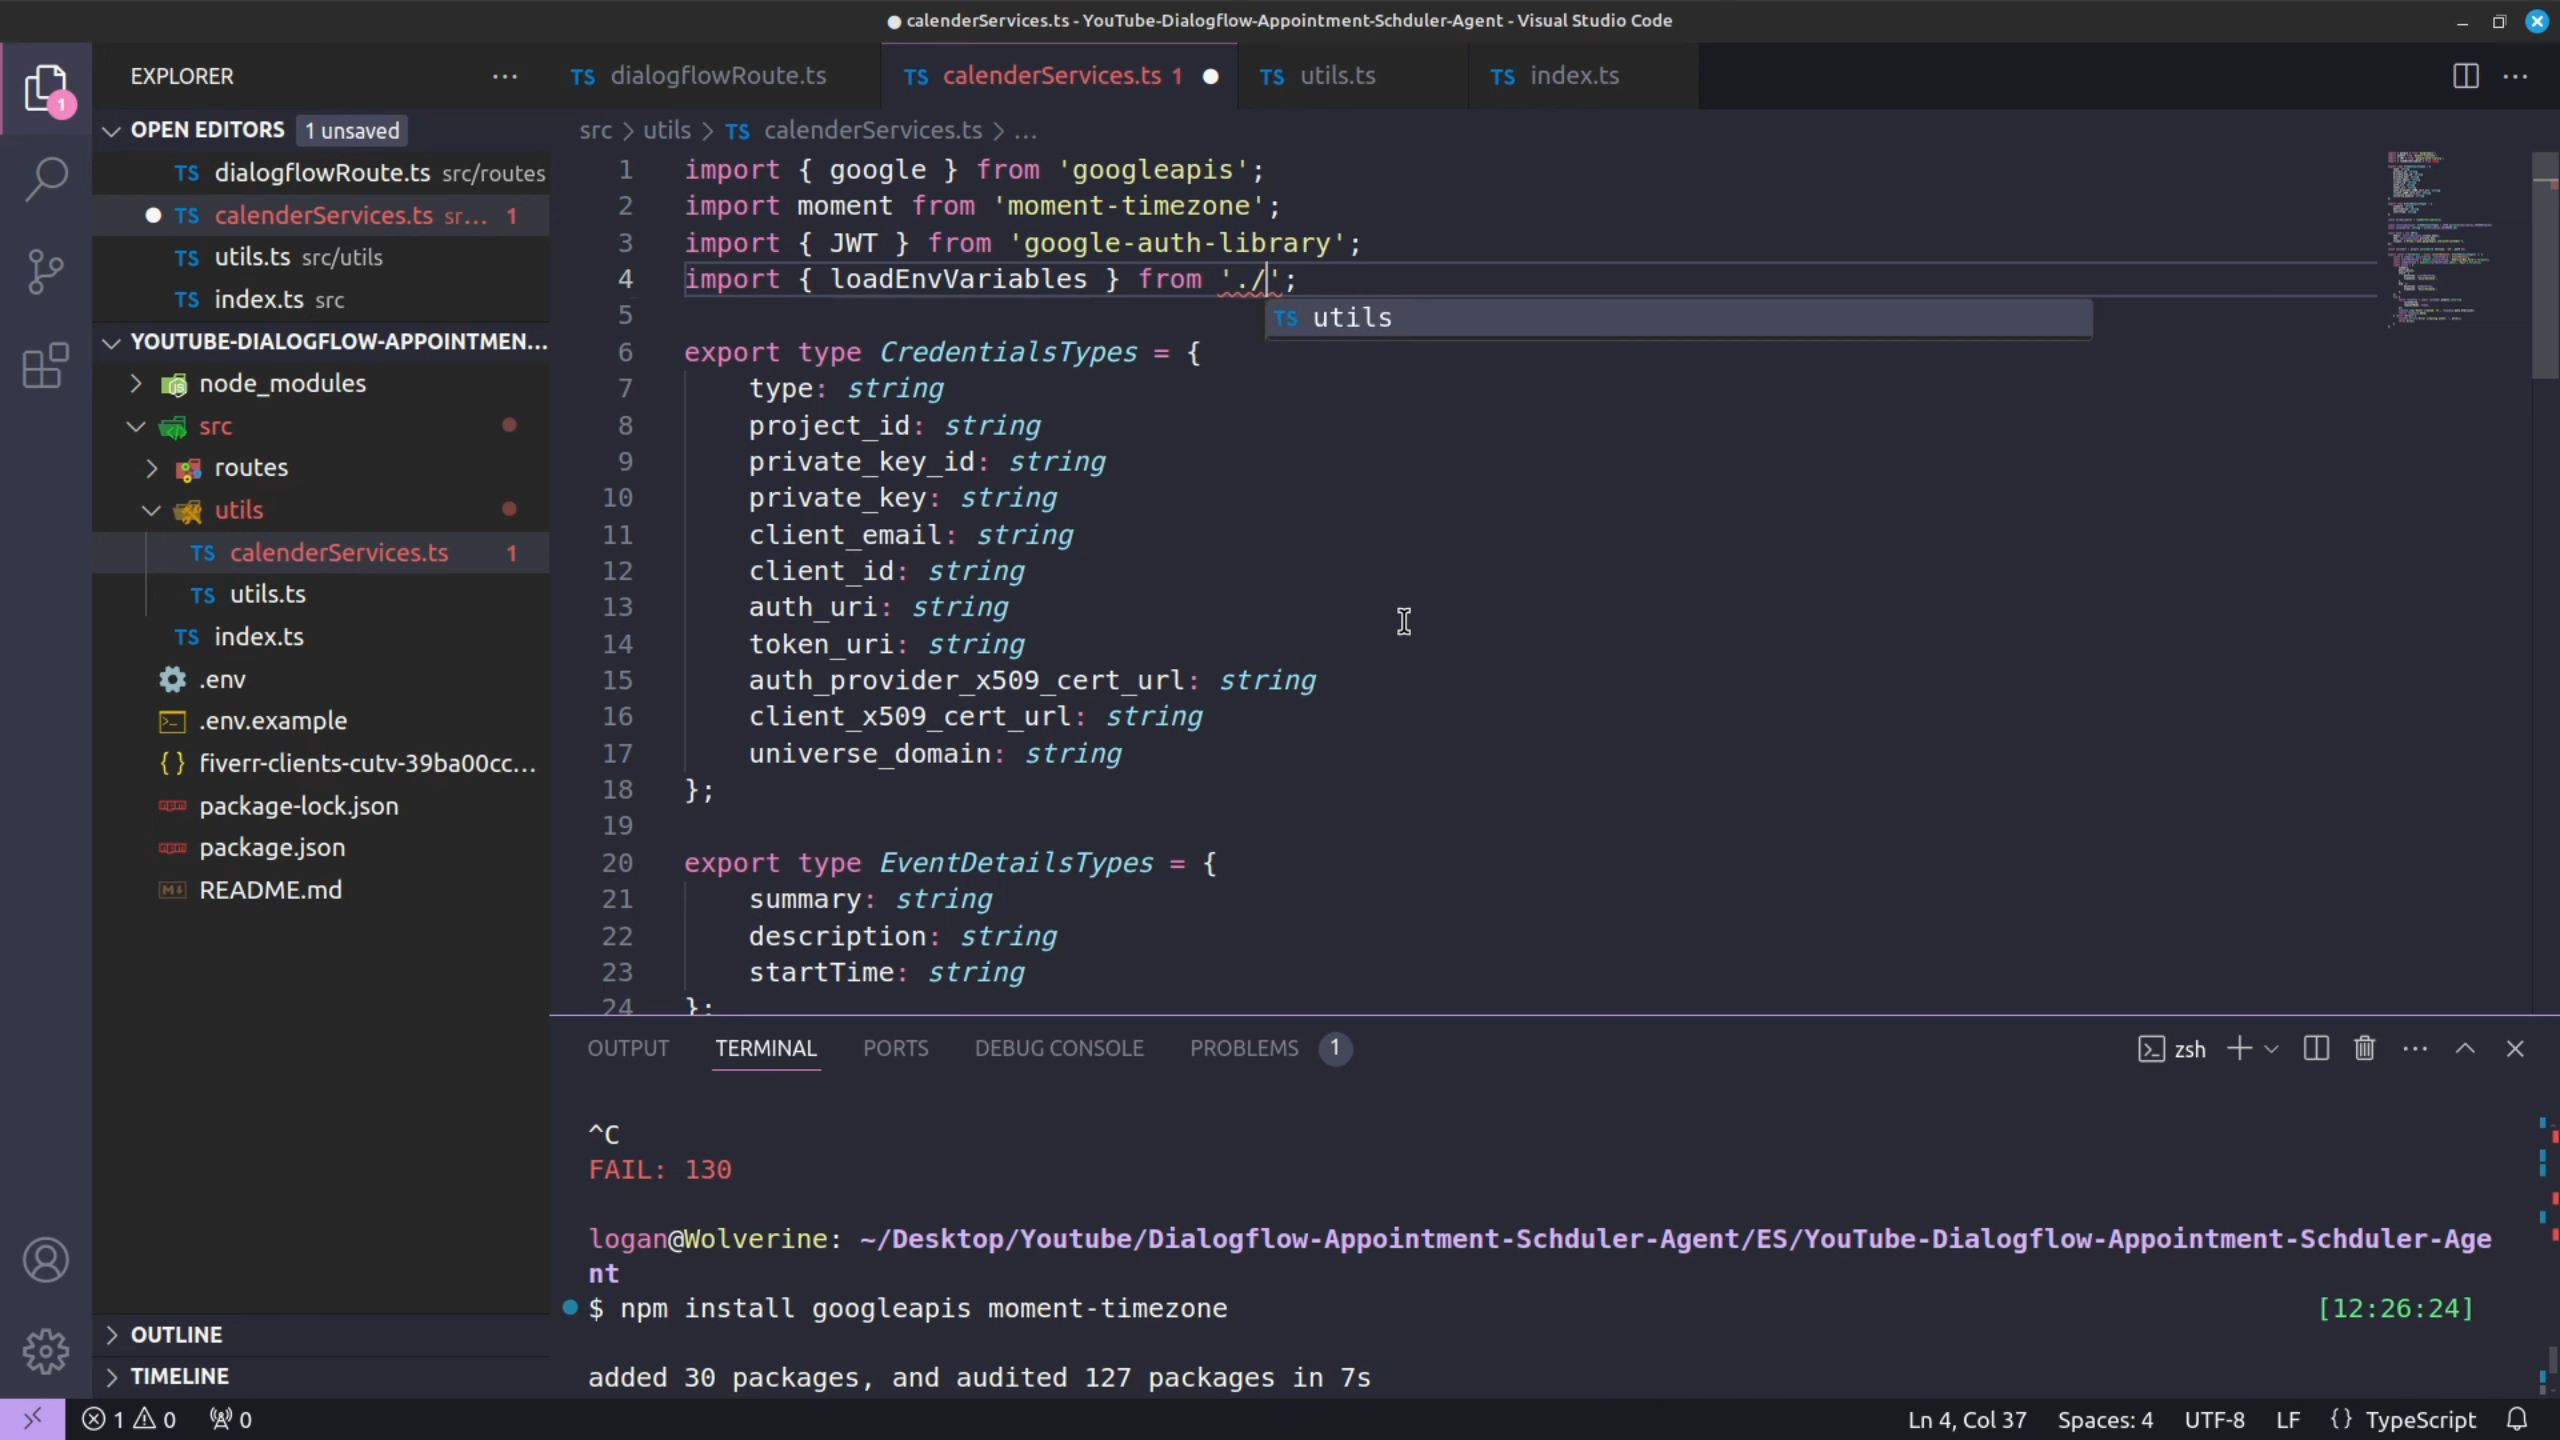 calenderServices.ts - YouTube-Dialogflow-Appointment-Schduler-Agent - Visual Studio Code
EXPLORER
TS dialogflowRoute.ts
TS calenderServices.ts 1
TS utils.ts
TS index.ts
OPEN EDITORS 1 unsaved
TS dialogflowRoute.ts src/routes
TS calenderServices.ts sr... 1
TS utils.ts src/utils
TS index.ts src
YOUTUBE-DIALOGFLOW-APPOINTMEN...
node_modules
src
routes
utils
TS calenderServices.ts 1
TS utils.ts
TS index.ts
.env
.env.example
{ } fiverr-clients-cutv-39ba00cc...
package-lock.json
package.json
README.md
OUTLINE
TIMELINE
1
src > utils > TS calenderServices.ts > ...
1 import { google } from 'googleapis';
2 import moment from 'moment-timezone';
3 import { JWT } from 'google-auth-library';
4 import { loadEnvVariables } from './';
TS utils
5
6 export type CredentialsTypes = {
7 type: string
8 project_id: string
9 private_key_id: string
10 private_key: string
11 client_email: string
12 client_id: string
13 auth_uri: string
14 token_uri: string
15 auth_provider_x509_cert_url: string
16 client_x509_cert_url: string
17 universe_domain: string
18 };
19
20 export type EventDetailsTypes = {
21 summary: string
22 description: string
23 startTime: string
24 };
OUTPUT TERMINAL PORTS DEBUG CONSOLE PROBLEMS 1
zsh
^C
FAIL: 130
logan@Wolverine: ~/Desktop/Youtube/Dialogflow-Appointment-Schduler-Agent/ES/YouTube-Dialogflow-Appointment-Schduler-Age
nt
$ npm install googleapis moment-timezone [12:26:24]
added 30 packages, and audited 127 packages in 7s
1 0 0 Ln 4, Col 37 Spaces: 4 UTF-8 LF {} TypeScript